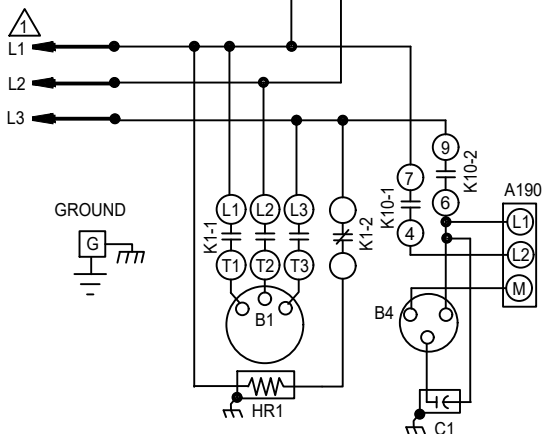 1
L1
L2
L3
GROUND
G
L1 L2 L3
K1-1
K1-2
T1 T2 T3
B1
HR1
7
K10-1
4
9
K10-2
6
A190
L1
L2
M
B4
C1